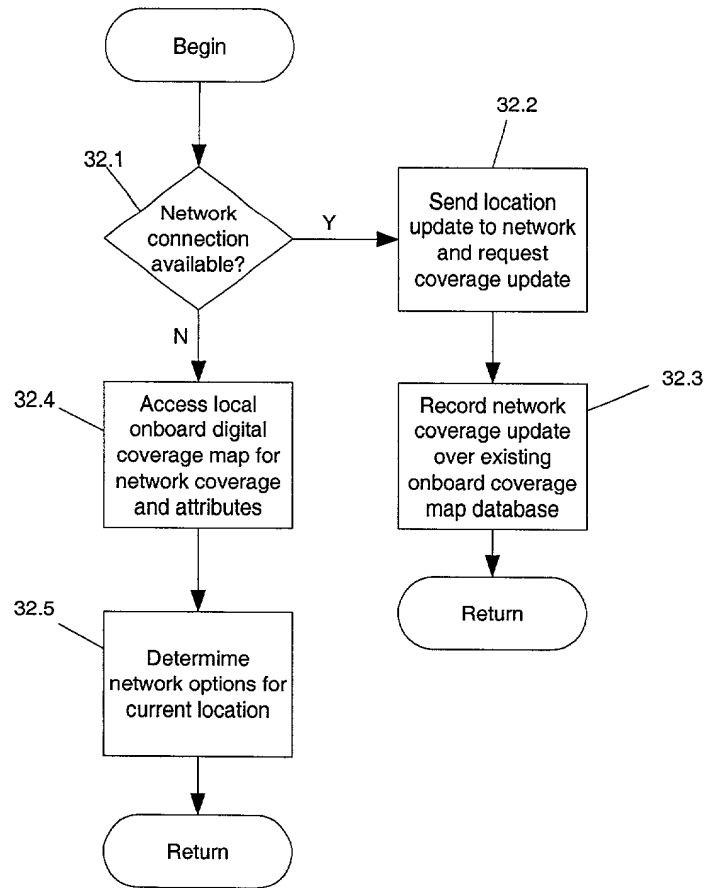 Begin
32.1
Network
connection
available?
Y
N
32.2
Send location
update to network
and request
coverage update
32.3
Record network
coverage update
over existing
onboard coverage
map database
Return
32.4
Access local
onboard digital
coverage map for
network coverage
and attributes
32.5
Determime
network options for
current location
Return